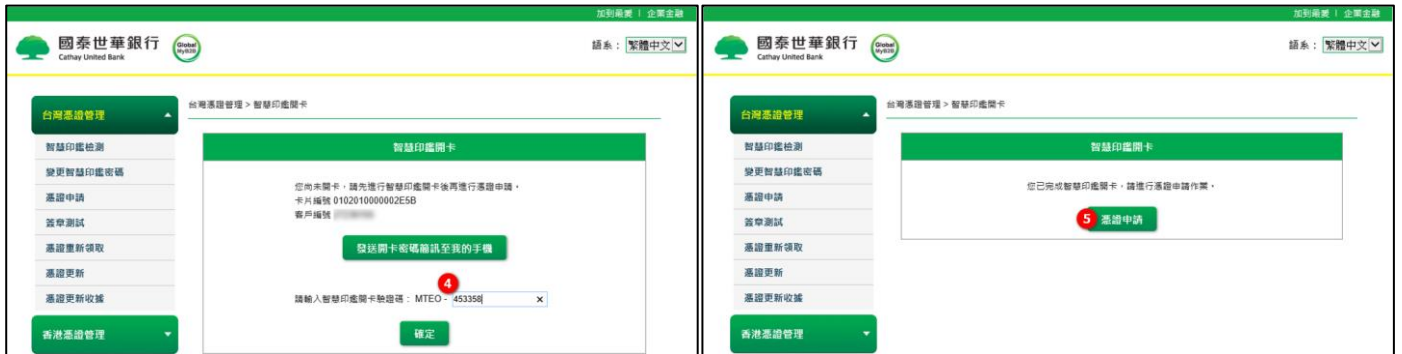 加到最愛 | 企業金融
國泰世華銀行
Cathay United Bank
Global MyB2B
語系： 繁體中文
台灣憑證管理
智慧印鑑檢測
變更智慧印鑑密碼
憑證申請
簽章測試
憑證重新領取
憑證更新
憑證更新收據
香港憑證管理
台灣憑證管理 > 智慧印鑑開卡
智慧印鑑開卡
您尚未開卡，請先進行智慧印鑑開卡後再進行憑證申請。
卡片編號 0102010000002E5B
客戶編號
發送開卡密碼簡訊至我的手機
4
請輸入智慧印鑑開卡驗證碼： MTEO - 453358 ×
確定
加到最愛 | 企業金融
國泰世華銀行
Cathay United Bank
Global MyB2B
語系： 繁體中文
台灣憑證管理
智慧印鑑檢測
變更智慧印鑑密碼
憑證申請
簽章測試
憑證重新領取
憑證更新
憑證更新收據
香港憑證管理
台灣憑證管理 > 智慧印鑑開卡
智慧印鑑開卡
您已完成智慧印鑑開卡，請進行憑證申請作業。
5 憑證申請